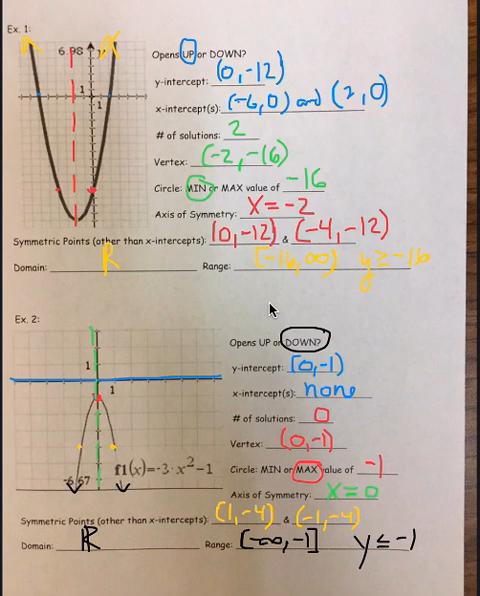 Ex. 1:
6.98 y
Opens UP or DOWN?
y-intercept: (0,-12)
1
x-intercept(s): (-6,0) and (2,0)
1
# of solutions: 2
Vertex: (-2,-16)
Circle: MIN or MAX value of -16
Axis of Symmetry: x=-2
Symmetric Points (other than x-intercepts): (0,-12) & (-4,-12)
Domain: ℝ Range: [-16,∞) y≥-16
Ex. 2:
Opens UP or DOWN?
1
y-intercept: (0,-1)
1
x-intercept(s): none
# of solutions: 0
Vertex: (0,-1)
f1(x)=-3·x²-1
Circle: MIN or MAX value of -1
-6.67
Axis of Symmetry: x=0
Symmetric Points (other than x-intercepts): (1,-4) & (-1,-4)
Domain: ℝ Range: [-∞,-1] y≤-1